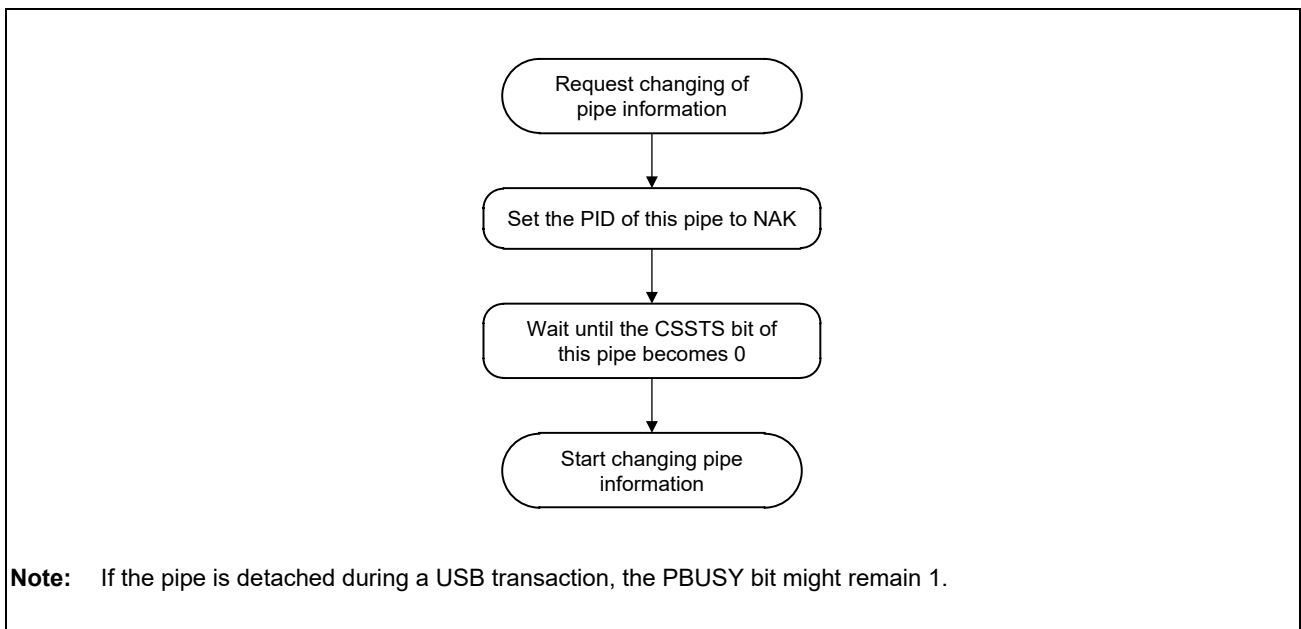 Request changing of
pipe information
Set the PID of this pipe to NAK
Wait until the CSSTS bit of
this pipe becomes 0
Start changing pipe
information
Note: If the pipe is detached during a USB transaction, the PBUSY bit might remain 1.